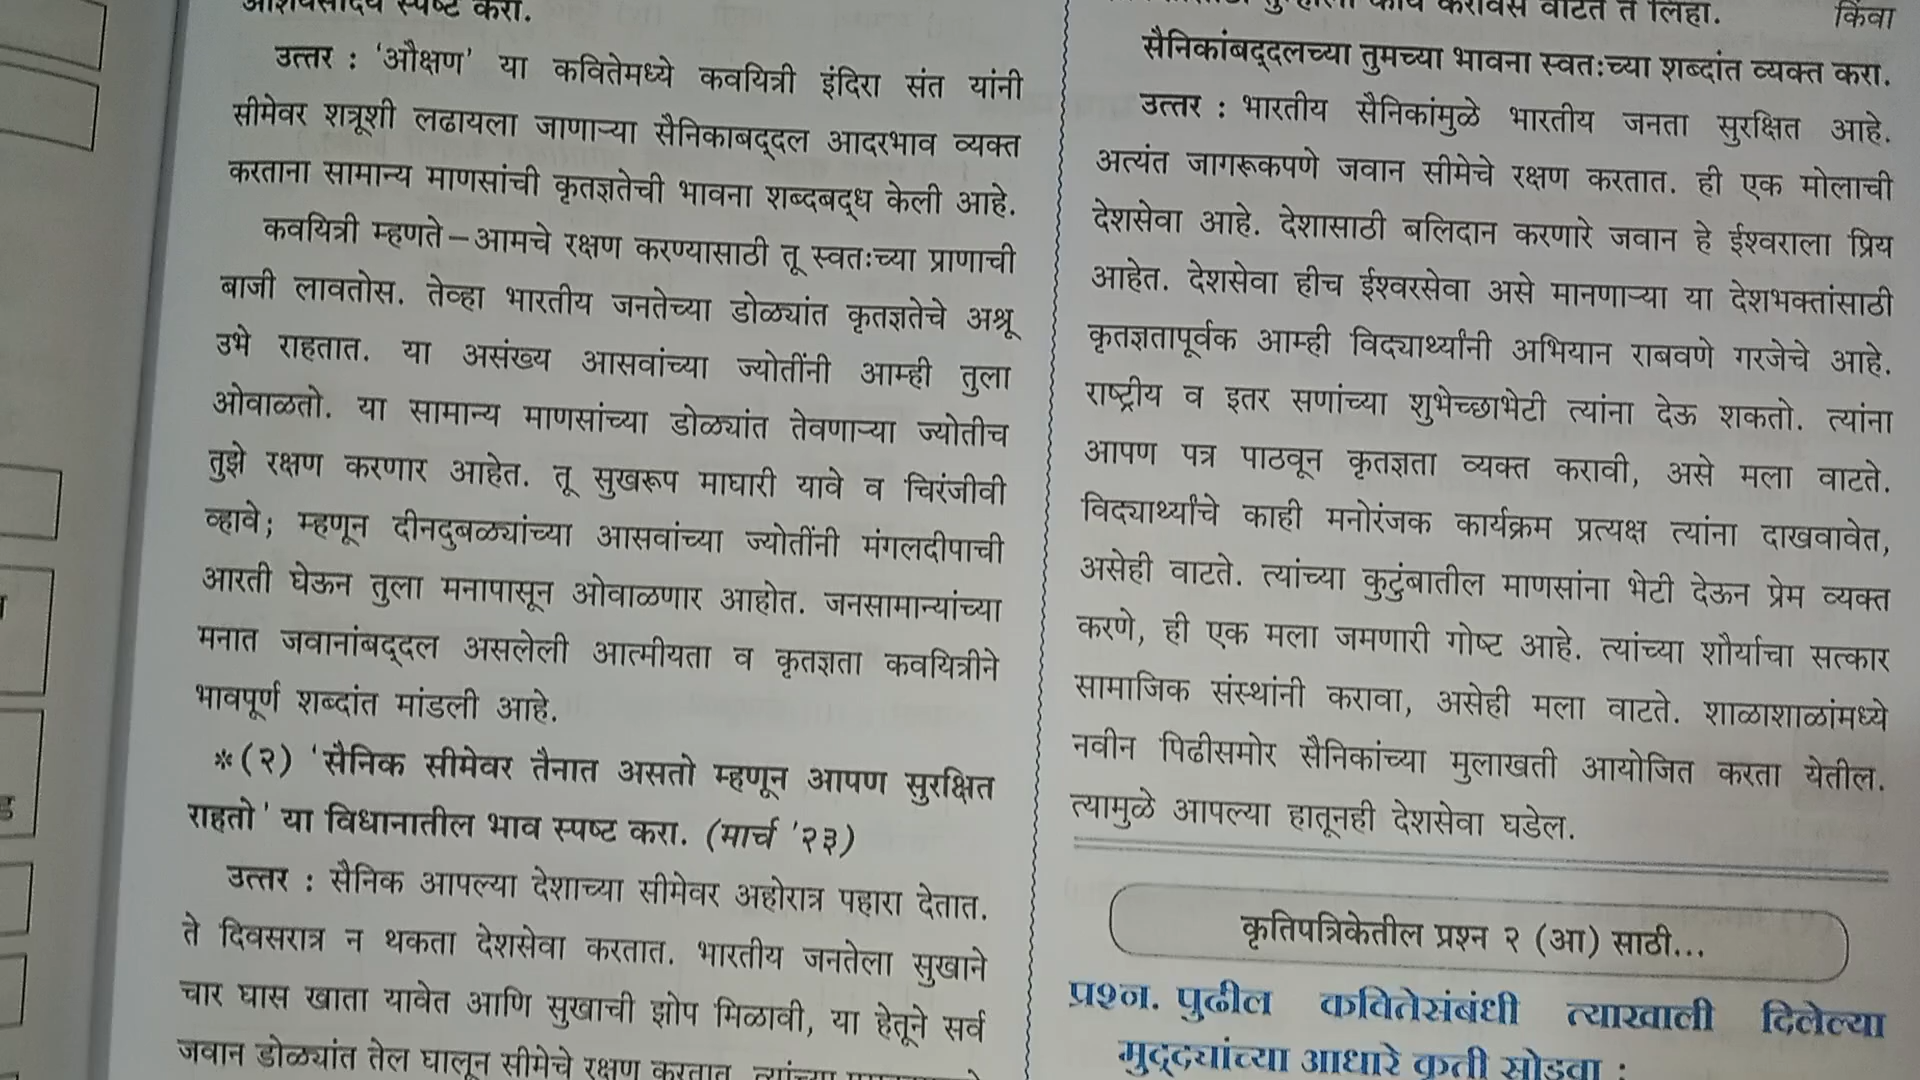 आशयसौंदर्य स्पष्ट करा.
उत्तर : 'औक्षण' या कवितेमध्ये कवयित्री इंदिरा संत यांनी
सीमेवर शत्रूशी लढायला जाणाऱ्या सैनिकाबद्दल आदरभाव व्यक्त
करताना सामान्य माणसांची कृतज्ञतेची भावना शब्दबद्ध केली आहे.
कवयित्री म्हणते – आमचे रक्षण करण्यासाठी तू स्वतःच्या प्राणाची
बाजी लावतोस. तेव्हा भारतीय जनतेच्या डोळ्यांत कृतज्ञतेचे अश्रू
उभे राहतात. या असंख्य आसवांच्या ज्योतींनी आम्ही तुला
ओवाळतो. या सामान्य माणसांच्या डोळ्यांत तेवणाऱ्या ज्योतीच
तुझे रक्षण करणार आहेत. तू सुखरूप माघारी यावे व चिरंजीवी
व्हावे; म्हणून दीनदुबळ्यांच्या आसवांच्या ज्योतींनी मंगलदीपाची
आरती घेऊन तुला मनापासून ओवाळणार आहोत. जनसामान्यांच्या
मनात जवानांबद्दल असलेली आत्मीयता व कृतज्ञता कवयित्रीने
भावपूर्ण शब्दांत मांडली आहे.
*(२) 'सैनिक सीमेवर तैनात असतो म्हणून आपण सुरक्षित
राहतो' या विधानातील भाव स्पष्ट करा. (मार्च '२३)
उत्तर : सैनिक आपल्या देशाच्या सीमेवर अहोरात्र पहारा देतात.
ते दिवसरात्र न थकता देशसेवा करतात. भारतीय जनतेला सुखाने
चार घास खाता यावेत आणि सुखाची झोप मिळावी, या हेतूने सर्व
जवान डोळ्यांत तेल घालून सीमेचे रक्षण करतात. त्यांच्या
काय करावेसे वाटते ते लिहा. किंवा
सैनिकांबद्दलच्या तुमच्या भावना स्वतःच्या शब्दांत व्यक्त करा.
उत्तर : भारतीय सैनिकांमुळे भारतीय जनता सुरक्षित आहे.
अत्यंत जागरूकपणे जवान सीमेचे रक्षण करतात. ही एक मोलाची
देशसेवा आहे. देशासाठी बलिदान करणारे जवान हे ईश्वराला प्रिय
आहेत. देशसेवा हीच ईश्वरसेवा असे मानणाऱ्या या देशभक्तांसाठी
कृतज्ञतापूर्वक आम्ही विद्यार्थ्यांनी अभियान राबवणे गरजेचे आहे.
राष्ट्रीय व इतर सणांच्या शुभेच्छाभेटी त्यांना देऊ शकतो. त्यांना
आपण पत्र पाठवून कृतज्ञता व्यक्त करावी, असे मला वाटते.
विद्यार्थ्यांचे काही मनोरंजक कार्यक्रम प्रत्यक्ष त्यांना दाखवावेत,
असेही वाटते. त्यांच्या कुटुंबातील माणसांना भेटी देऊन प्रेम व्यक्त
करणे, ही एक मला जमणारी गोष्ट आहे. त्यांच्या शौर्याचा सत्कार
सामाजिक संस्थांनी करावा, असेही मला वाटते. शाळाशाळांमध्ये
नवीन पिढीसमोर सैनिकांच्या मुलाखती आयोजित करता येतील.
त्यामुळे आपल्या हातूनही देशसेवा घडेल.
कृतिपत्रिकेतील प्रश्न २ (आ) साठी...
प्रश्न. पुढील कवितेसंबंधी त्याखाली दिलेल्या
मुद्द्यांच्या आधारे कृती सोडवा :